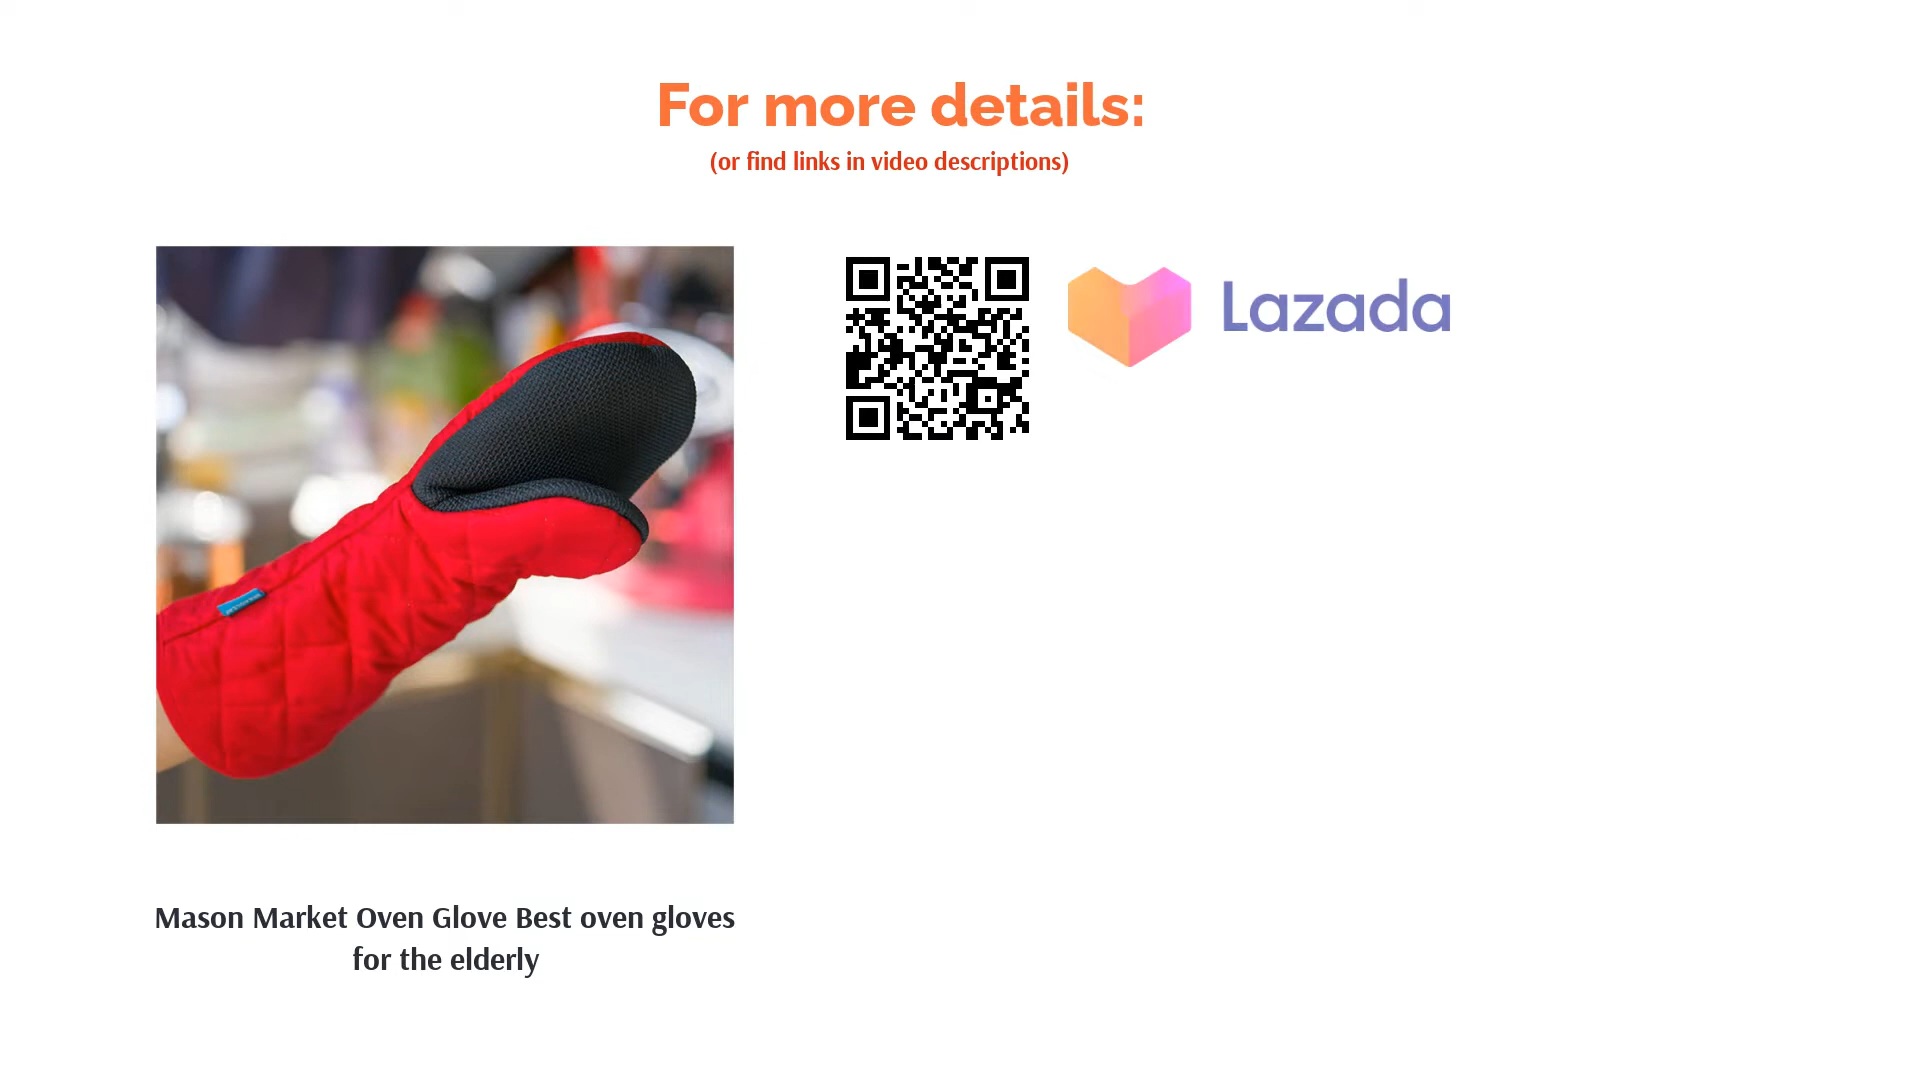 For more details:
(or find links in video descriptions)
Lazada
Mason Market Oven Glove Best oven gloves
for the elderly